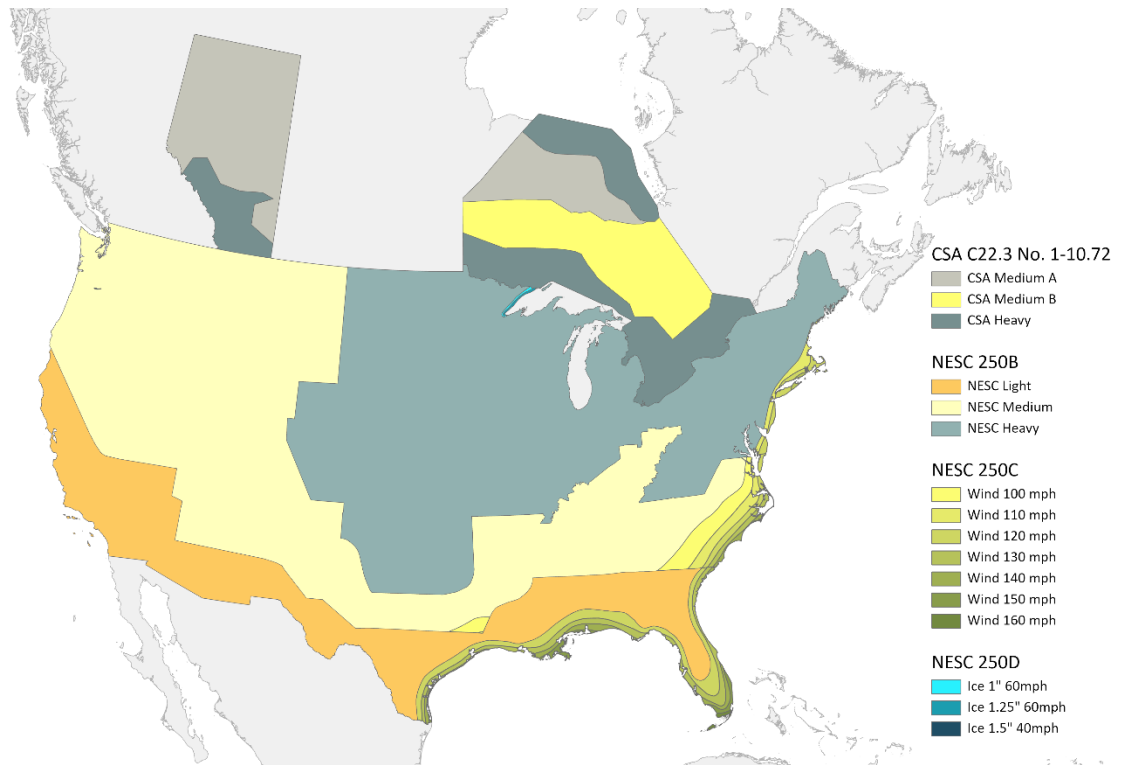 CSA C22.3 No. 1-10.72
CSA Medium A
CSA Medium B
CSA Heavy
NESC 250B
NESC Light
NESC Medium
NESC Heavy
NESC 250C
Wind 100 mph
Wind 110 mph
Wind 120 mph
Wind 130 mph
Wind 140 mph
Wind 150 mph
Wind 160 mph
NESC 250D
Ice 1" 60mph
Ice 1.25" 60mph
Ice 1.5" 40mph